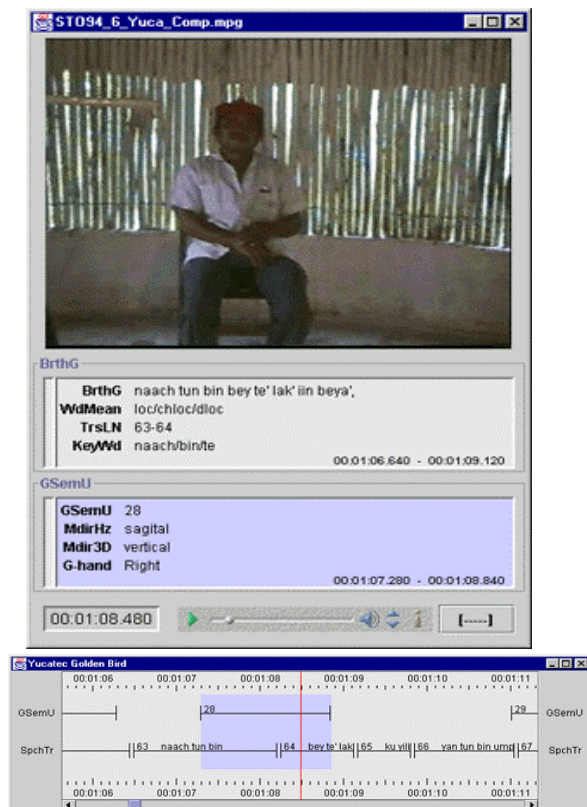 STO94_6_Yuca_Comp.mpg
BrthG
BrthG naach tun bin bey te' lak' iin beya',
WdMean loc/chloc/dloc
TrsLN 63-64
KeyWd naach/bin/te
00:01:06.640 - 00:01:09.120
GSemU
GSemU 28
MdirHz sagital
Mdir3D vertical
G-hand Right
00:01:07.280 - 00:01:08.840
00:01:08.480 [----]
Yucatec Golden Bird
00:01:06 00:01:07 00:01:08 00:01:09 00:01:10 00:01:11
GSemU 28 29 GSemU
SpchTr 63 naach tun bin 64 bey te' lak 65 ku yilil 66 yan tun bin ump 67 SpchTr
00:01:06 00:01:07 00:01:08 00:01:09 00:01:10 00:01:11